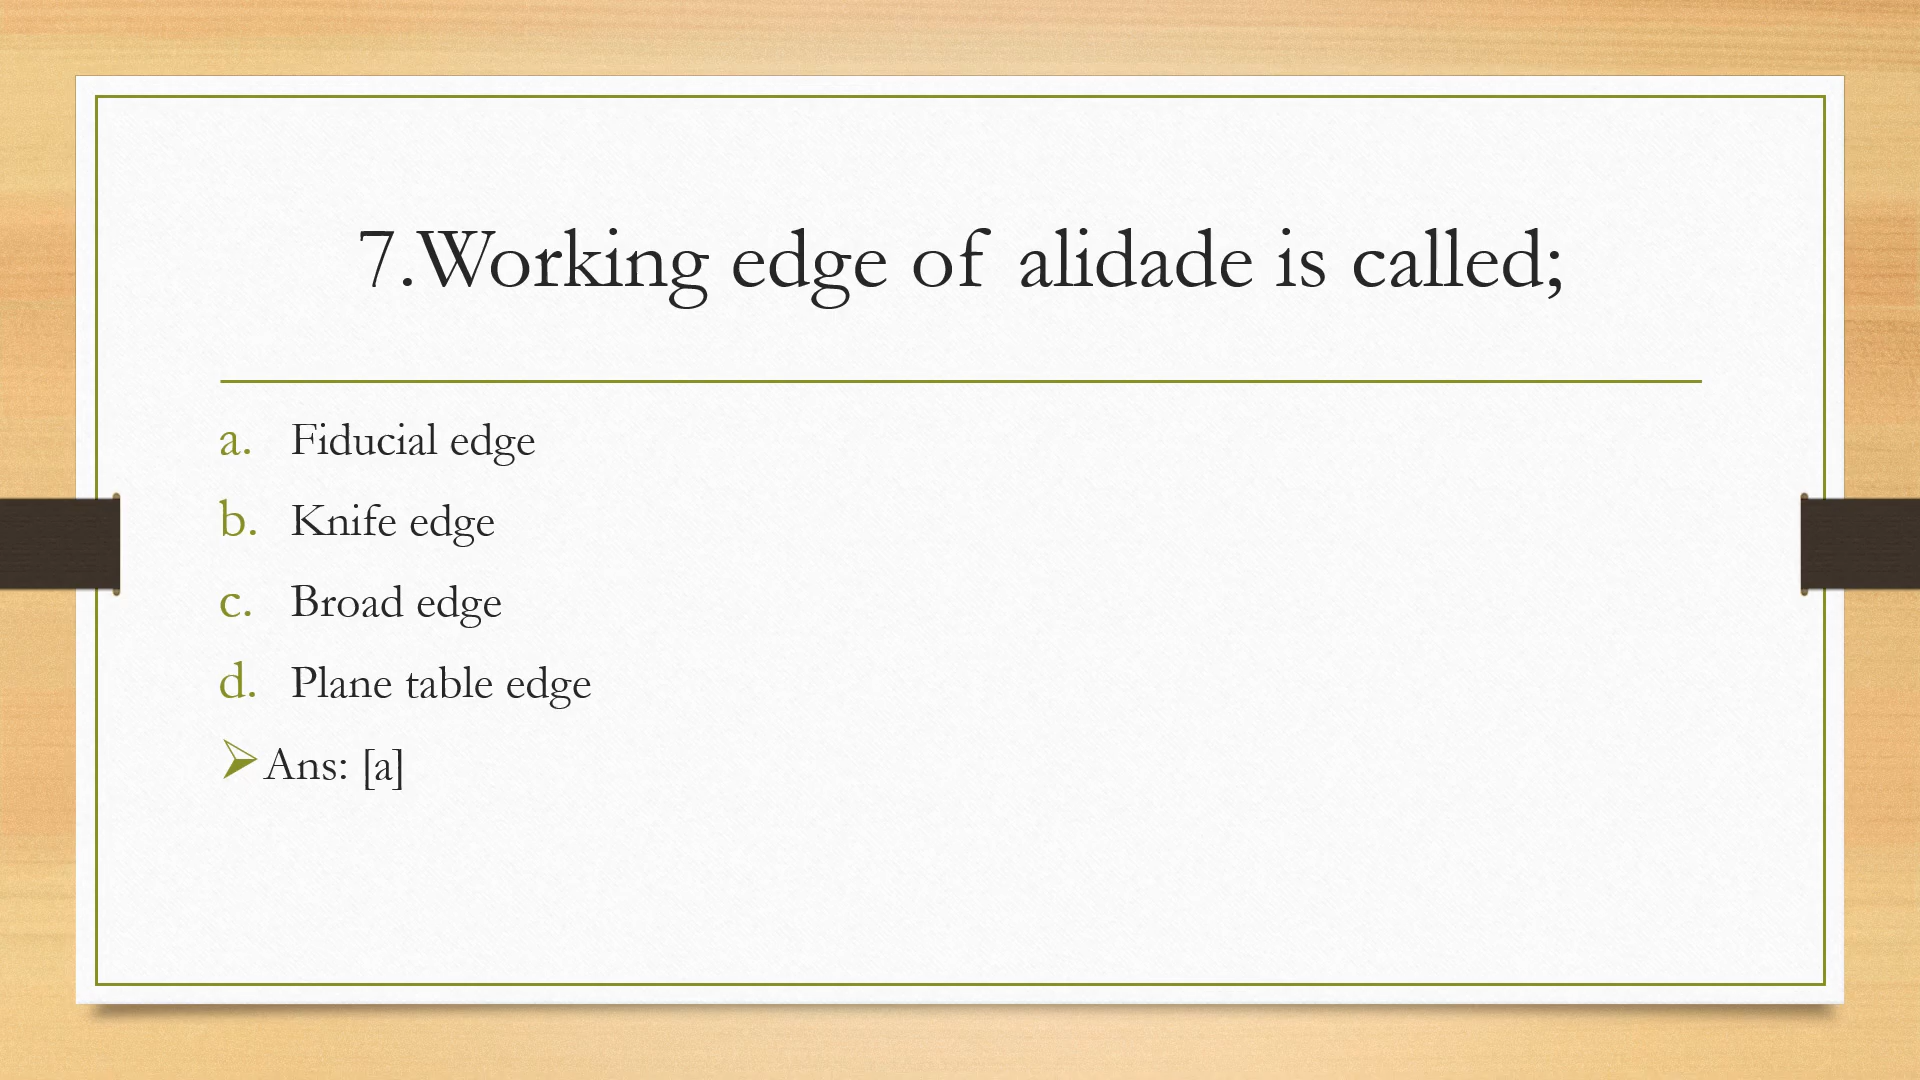 7.Working edge of alidade is called;
a. Fiducial edge
b. Knife edge
c. Broad edge
d. Plane table edge
➢Ans: [a]